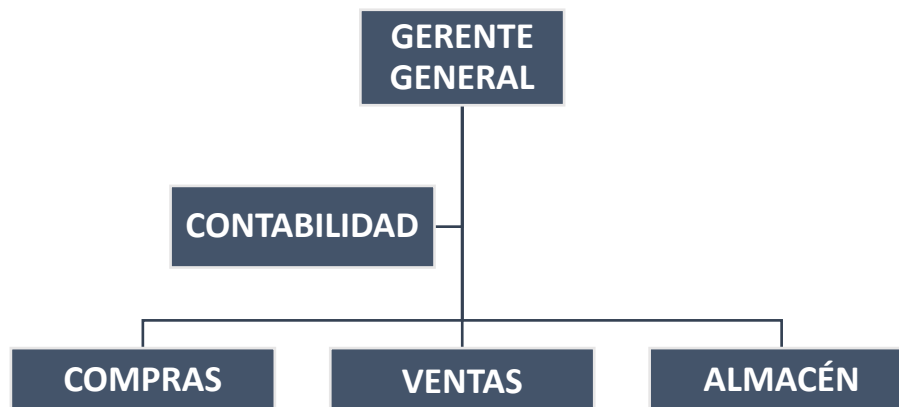 GERENTE
GENERAL
CONTABILIDAD
COMPRAS
VENTAS
ALMACÉN